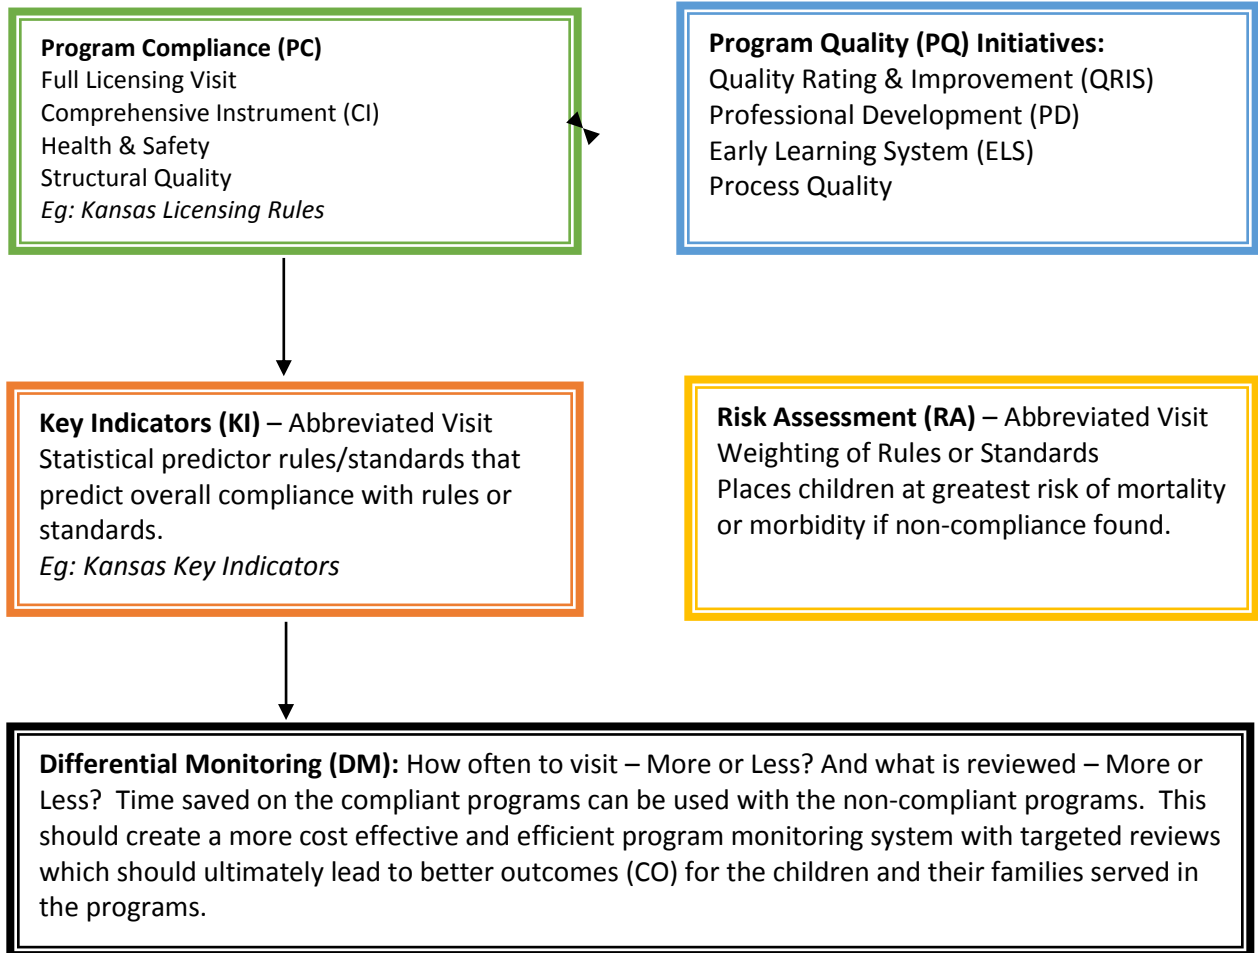 Program Compliance (PC)
Full Licensing Visit
Comprehensive Instrument (CI)
Health & Safety
Structural Quality
Eg: Kansas Licensing Rules
Program Quality (PQ) Initiatives:
Quality Rating & Improvement (QRIS)
Professional Development (PD)
Early Learning System (ELS)
Process Quality
Key Indicators (KI) – Abbreviated Visit
Statistical predictor rules/standards that
predict overall compliance with rules or
standards.
Eg: Kansas Key Indicators
Risk Assessment (RA) – Abbreviated Visit
Weighting of Rules or Standards
Places children at greatest risk of mortality
or morbidity if non-compliance found.
Differential Monitoring (DM): How often to visit – More or Less? And what is reviewed – More or
Less?  Time saved on the compliant programs can be used with the non-compliant programs.  This
should create a more cost effective and efficient program monitoring system with targeted reviews
which should ultimately lead to better outcomes (CO) for the children and their families served in
the programs.